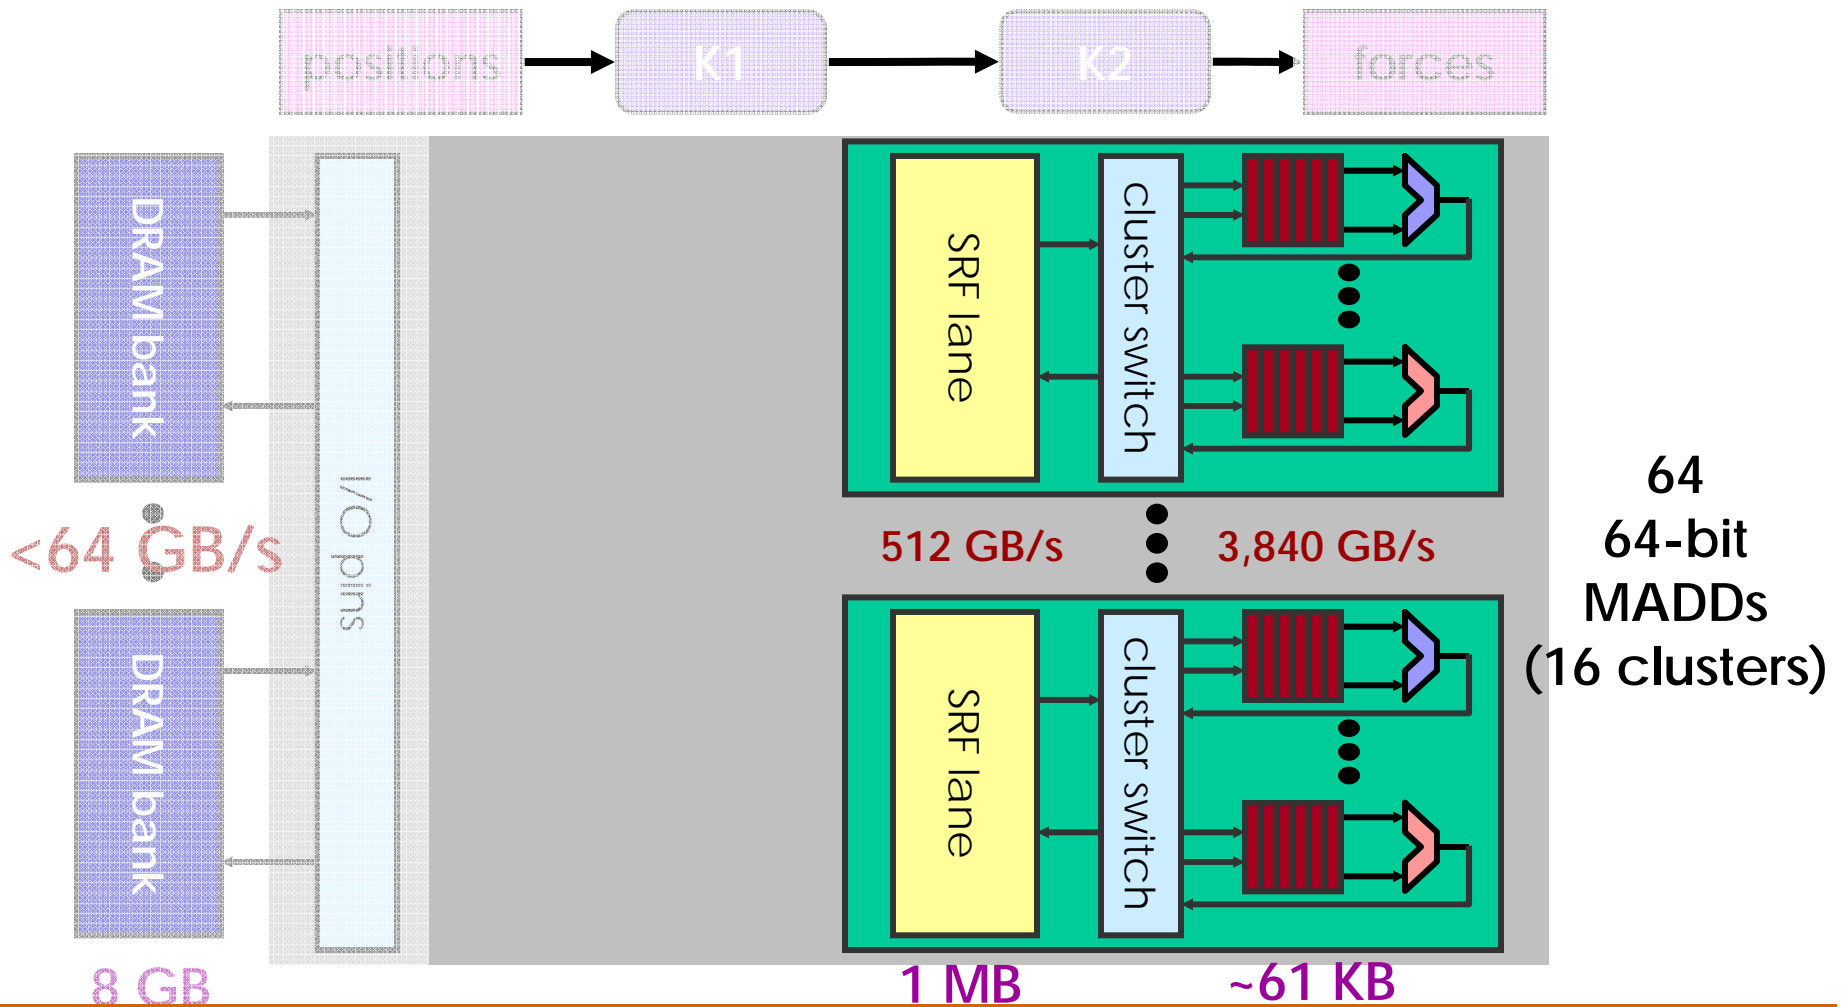 positions
K1
K2
forces
DRAM bank
DRAM bank
<64 GB/s
I/O pins
SRF lane
cluster switch
512 GB/s
3,840 GB/s
SRF lane
cluster switch
64
64-bit
MADDs
(16 clusters)
8 GB
1 MB
~61 KB